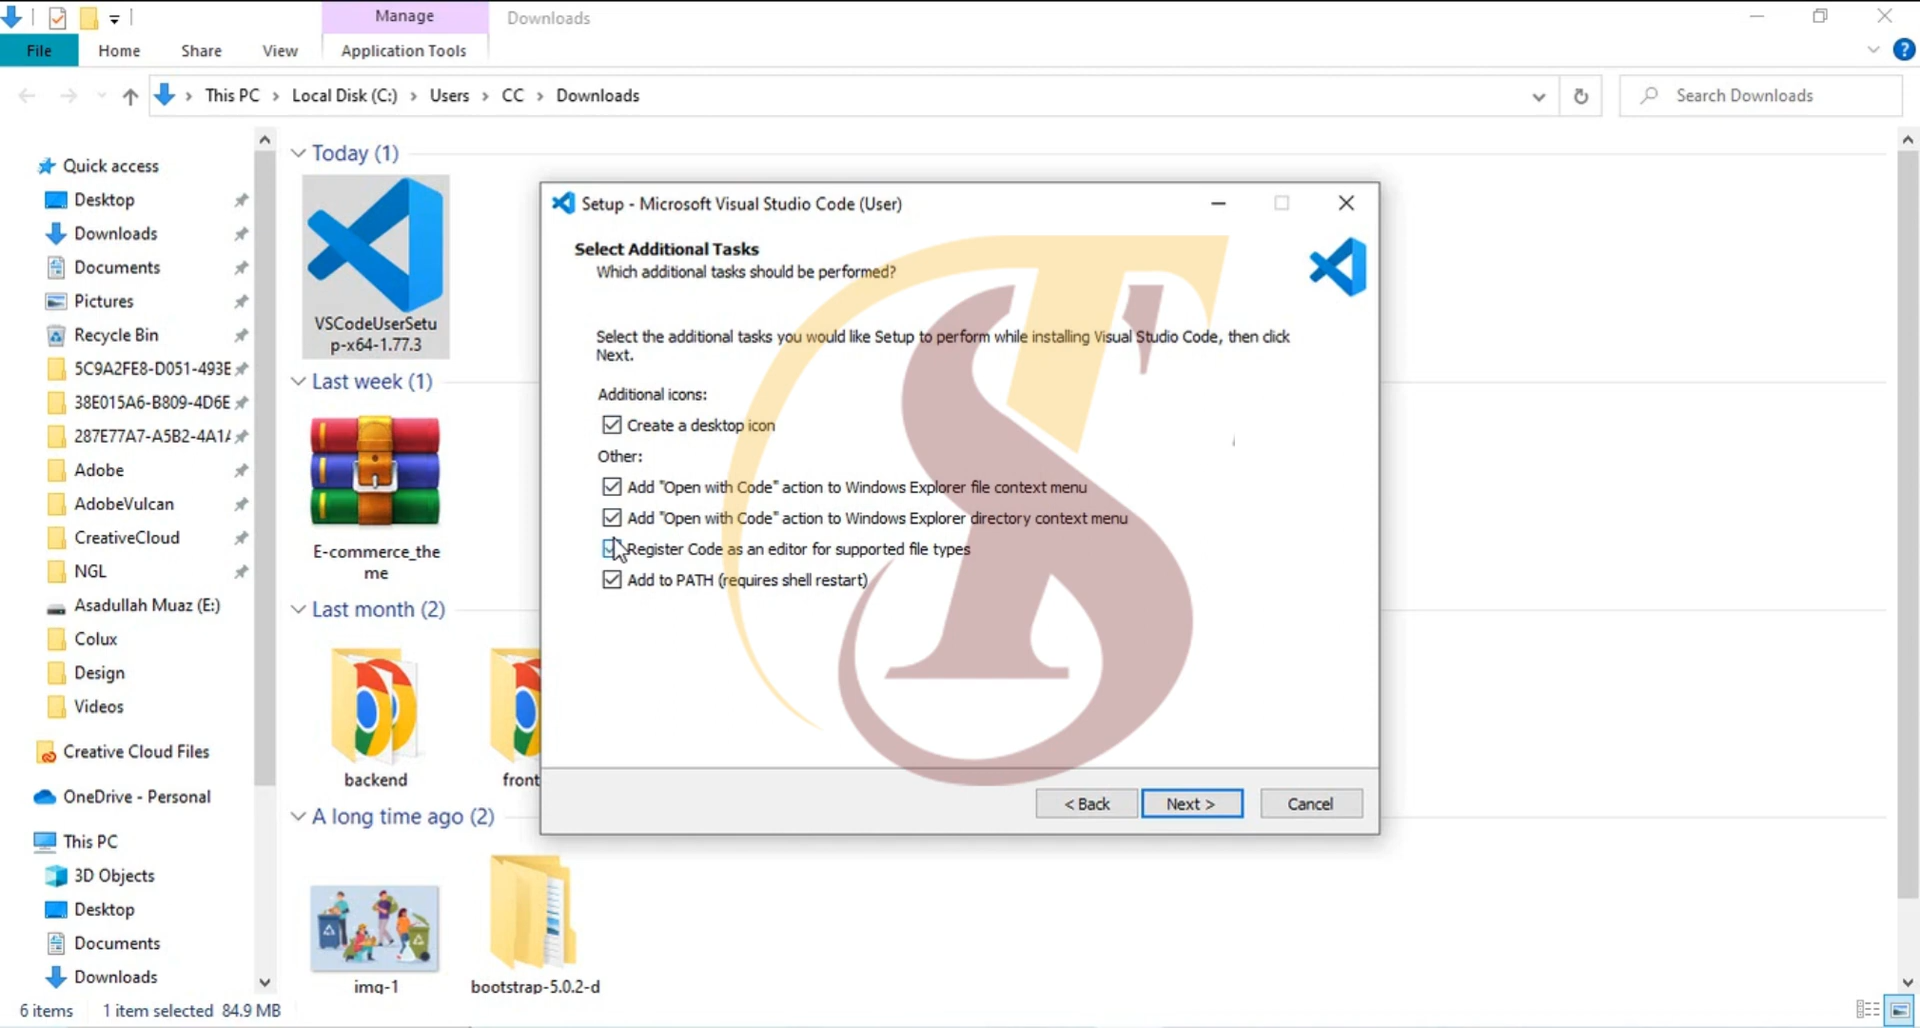 Manage
Downloads
File
Home
Share
View
Application Tools
This PC > Local Disk (C:) > Users > CC > Downloads
Search Downloads
Quick access
Desktop
Downloads
Documents
Pictures
Recycle Bin
5C9A2FE8-D051-493E
38E015A6-B809-4D6E
287E77A7-A5B2-4A1A
Adobe
AdobeVulcan
CreativeCloud
NGL
Asadullah Muaz (E:)
Colux
Design
Videos
Creative Cloud Files
OneDrive - Personal
This PC
3D Objects
Desktop
Documents
Downloads
Today (1)
VSCodeUserSetu
p-x64-1.77.3
Last week (1)
E-commerce_the
me
Last month (2)
backend
front
A long time ago (2)
img-1
bootstrap-5.0.2-d
Setup - Microsoft Visual Studio Code (User)
Select Additional Tasks
Which additional tasks should be performed?
Select the additional tasks you would like Setup to perform while installing Visual Studio Code, then click
Next.
Additional icons:
Create a desktop icon
Other:
Add "Open with Code" action to Windows Explorer file context menu
Add "Open with Code" action to Windows Explorer directory context menu
Register Code as an editor for supported file types
Add to PATH (requires shell restart)
< Back
Next >
Cancel
6 items
1 item selected 84.9 MB